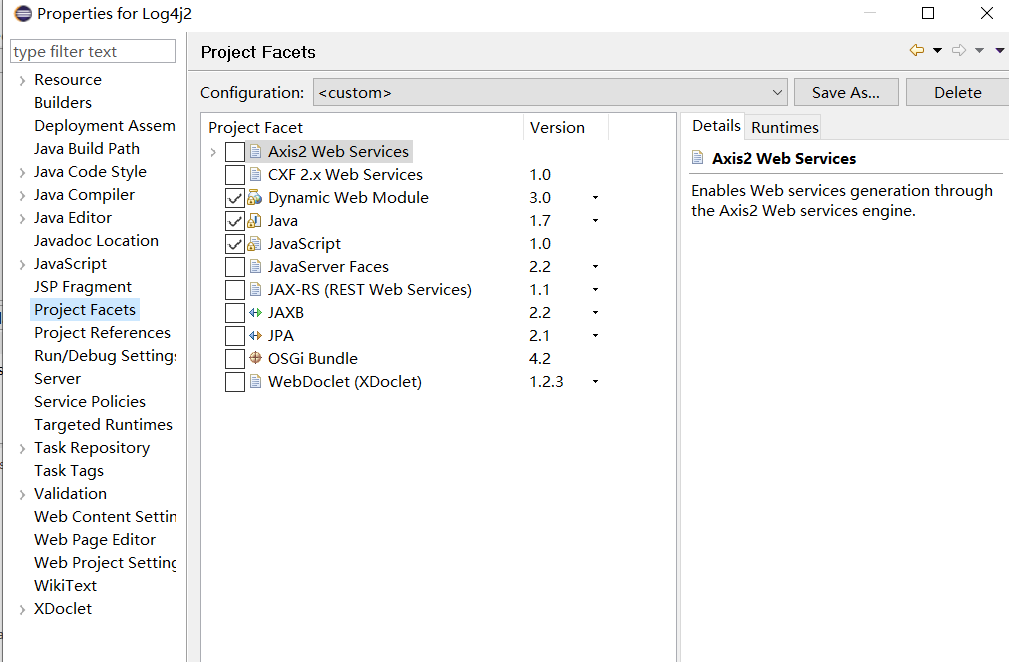 Properties for Log4j2
type filter text
Resource
Builders
Deployment Assem
Java Build Path
Java Code Style
Java Compiler
Java Editor
Javadoc Location
JavaScript
JSP Fragment
Project Facets
Project References
Run/Debug Settings
Server
Service Policies
Targeted Runtimes
Task Repository
Task Tags
Validation
Web Content Settin
Web Page Editor
Web Project Setting
WikiText
XDoclet
Project Facets
Configuration: <custom> Save As... Delete
Project Facet Version
Axis2 Web Services
CXF 2.x Web Services 1.0
Dynamic Web Module 3.0
Java 1.7
JavaScript 1.0
JavaServer Faces 2.2
JAX-RS (REST Web Services) 1.1
JAXB 2.2
JPA 2.1
OSGi Bundle 4.2
WebDoclet (XDoclet) 1.2.3
Details Runtimes
Axis2 Web Services
Enables Web services generation through
the Axis2 Web services engine.